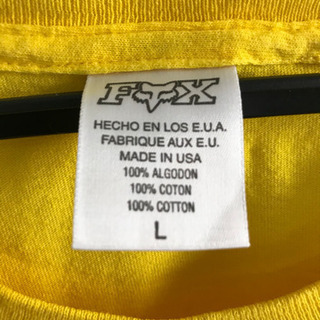 FOX
HECHO EN LOS E.U.A.
FABRIQUE AUX E.U.
MADE IN USA
100% ALGODON
100% COTON
100% COTTON
L